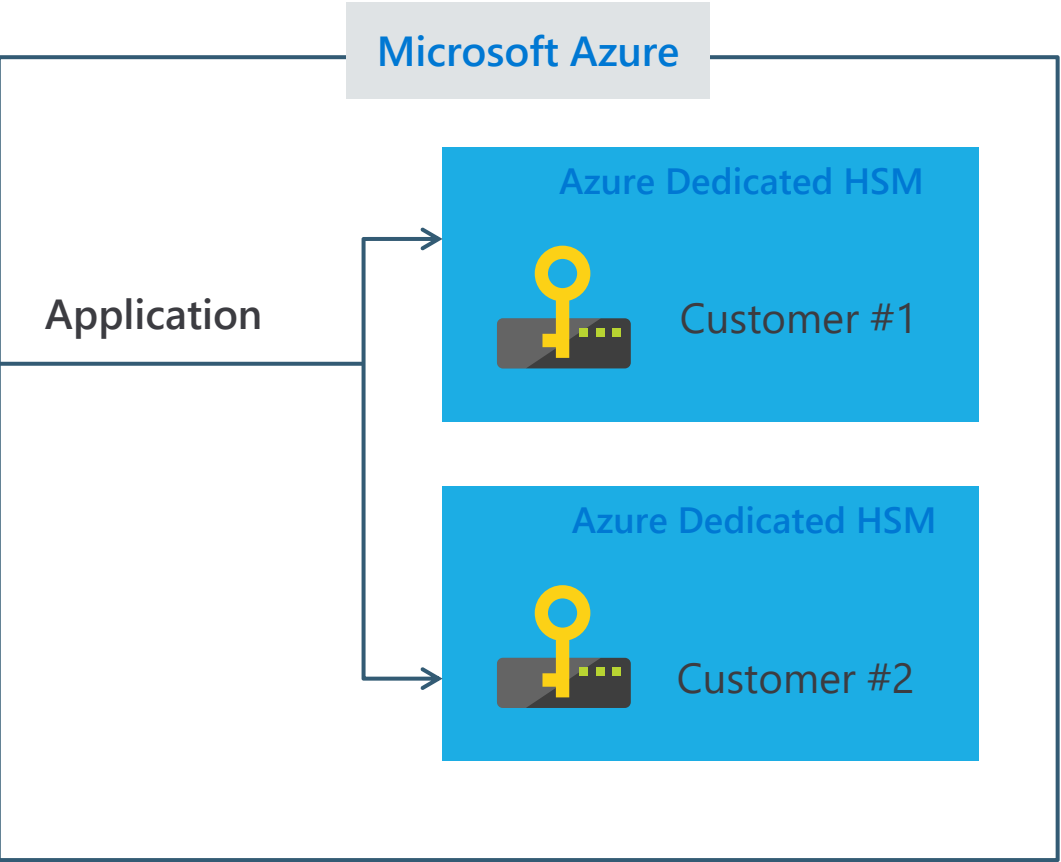 Microsoft Azure
Azure Dedicated HSM
Application
Customer #1
Azure Dedicated HSM
Customer #2